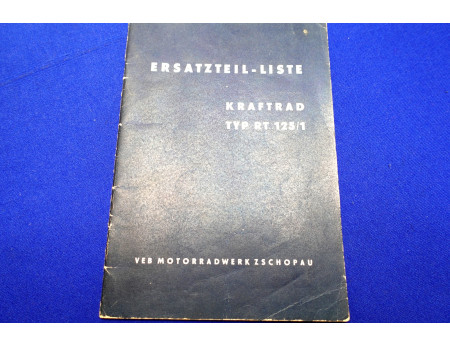 ERSATZTEIL-LISTE
KRAFTRAD
TYP RT 125/1
VEB MOTORRADWERK ZSCHOPAU